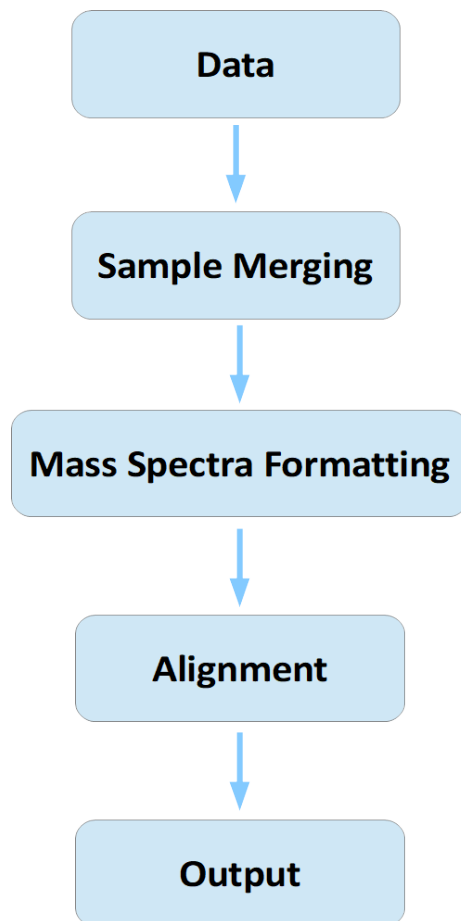 Data
Sample Merging
Mass Spectra Formatting
Alignment
Output